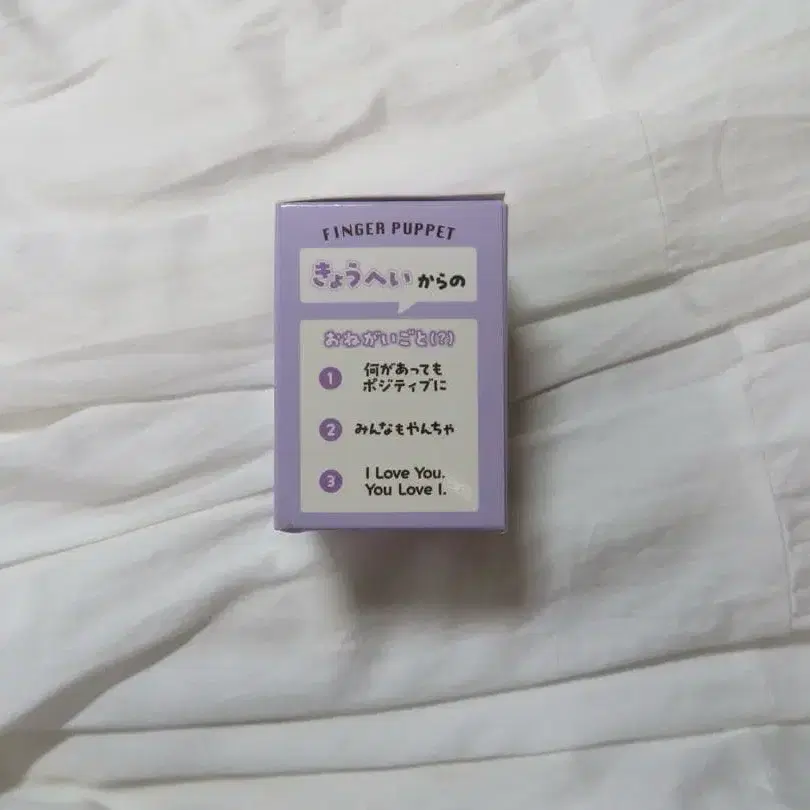 FINGER PUPPET
きょうへいからの
おねがいごと(?)
1 何があっても
ポジティブに
2 みんなもやんちゃ
3 I Love You.
You Love I.